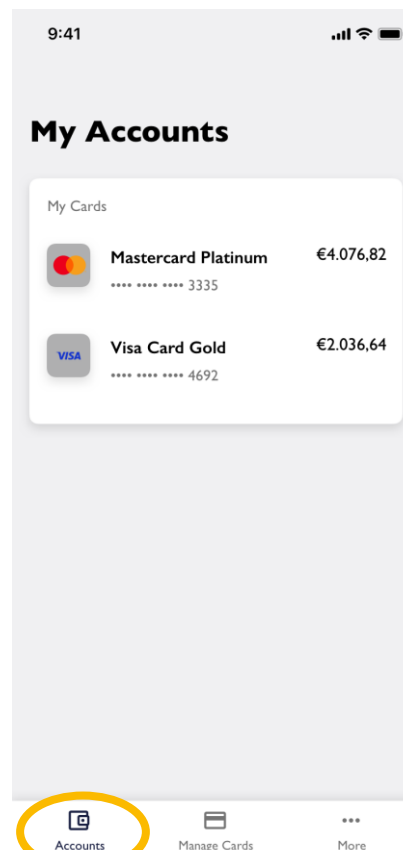 9:41
My Accounts
My Cards
Mastercard Platinum €4.076,82
•••• •••• •••• 3335
VISA
Visa Card Gold €2.036,64
•••• •••• •••• 4692
Accounts Manage Cards More